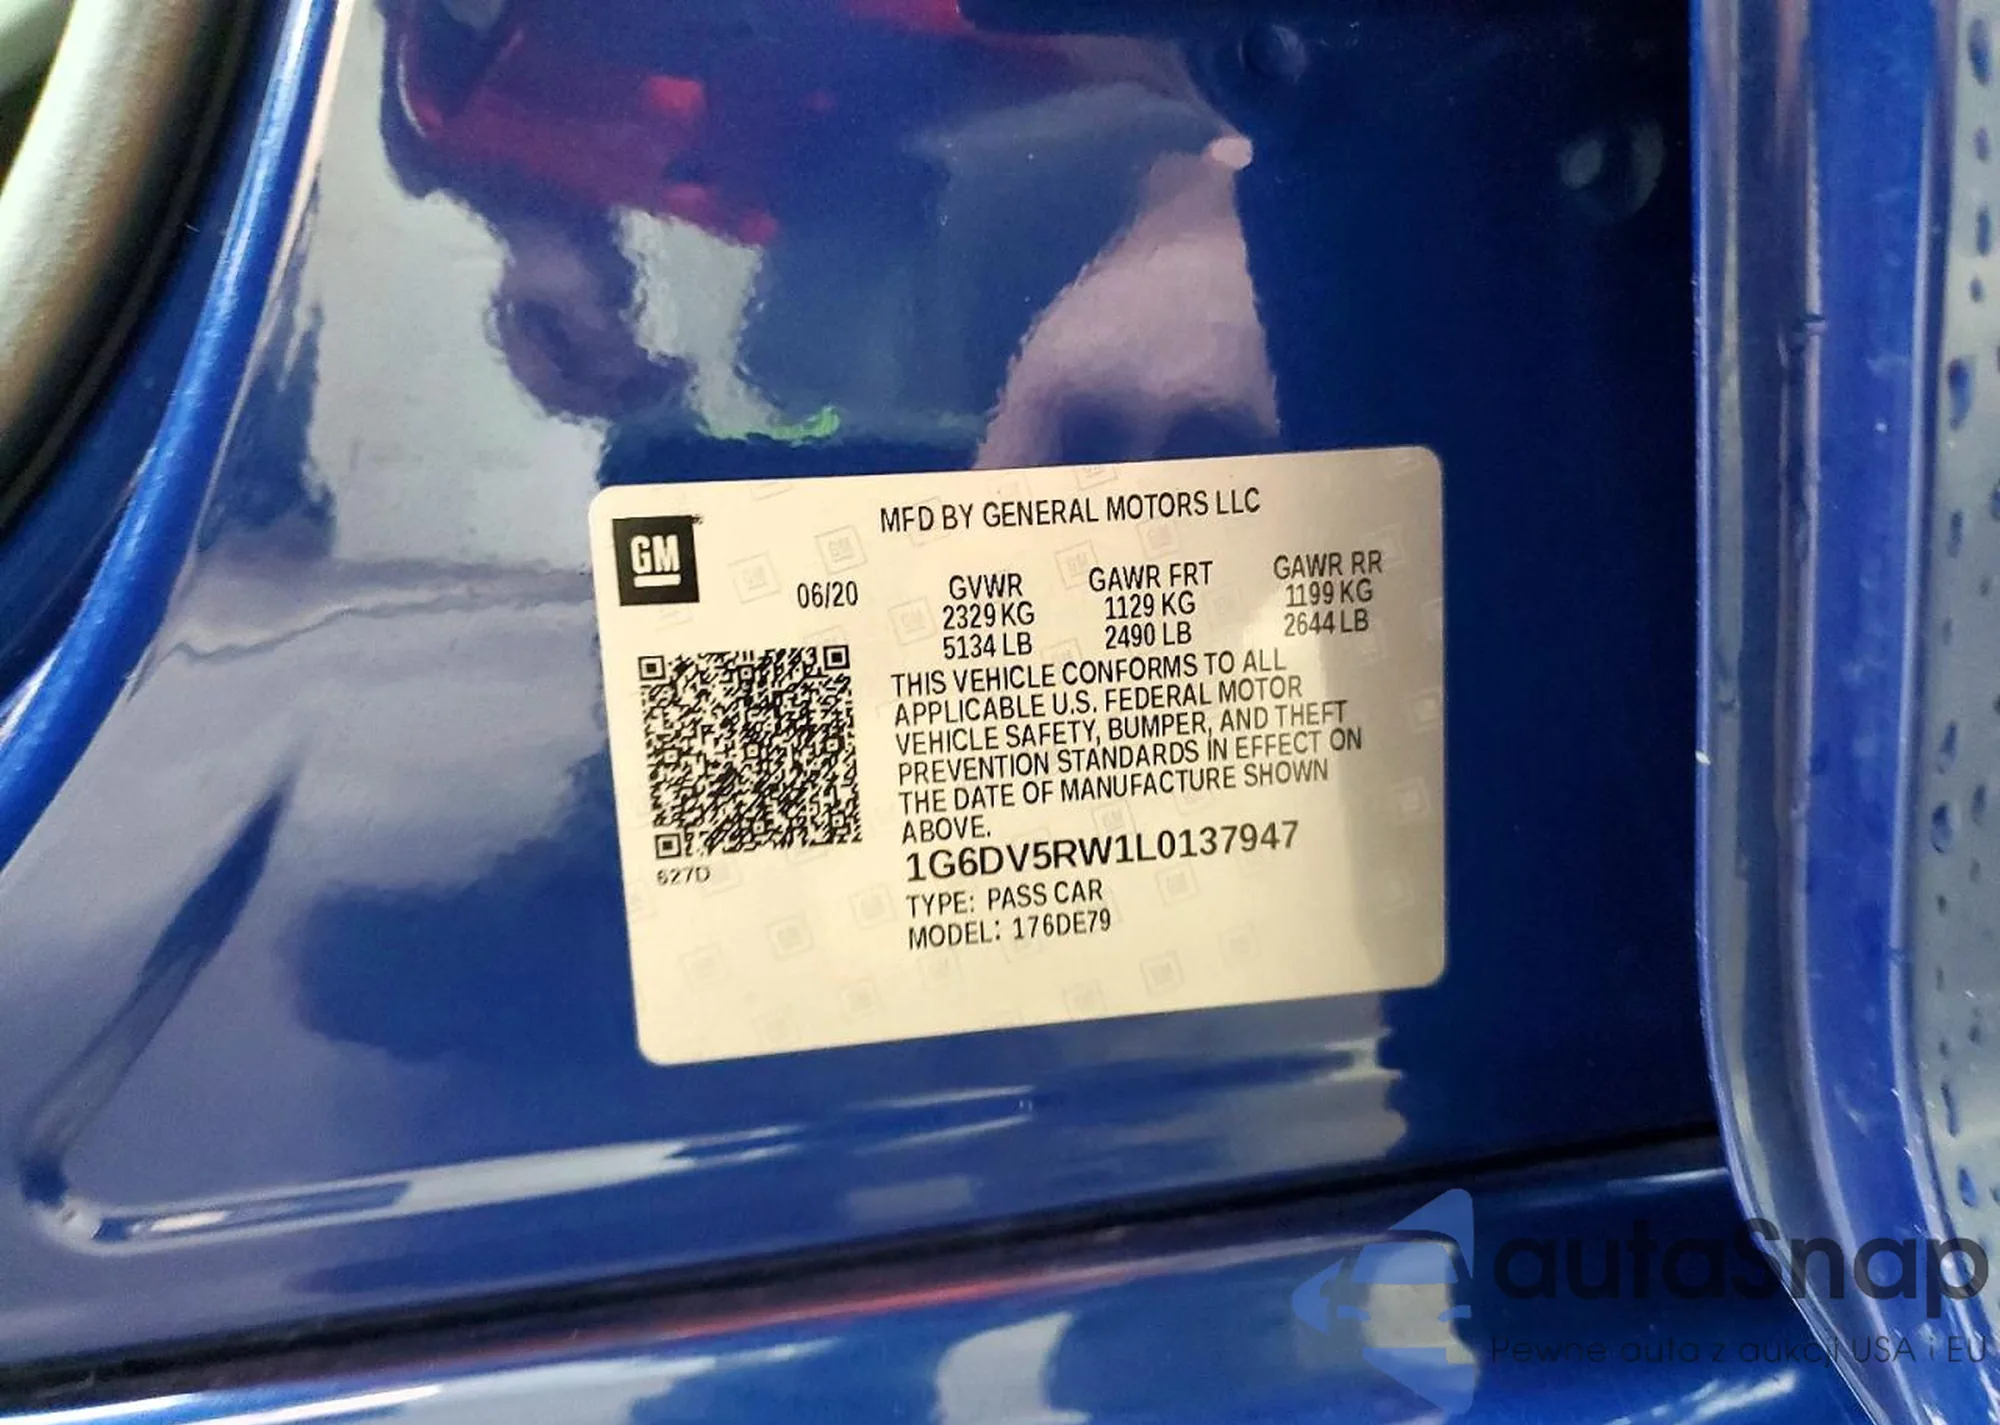 MFD BY GENERAL MOTORS LLC
GM
06/20
GVWR
2329 KG
5134 LB
GAWR FRT
1129 KG
2490 LB
GAWR RR
1199 KG
2644 LB
THIS VEHICLE CONFORMS TO ALL
APPLICABLE U.S. FEDERAL MOTOR
VEHICLE SAFETY, BUMPER, AND THEFT
PREVENTION STANDARDS IN EFFECT ON
THE DATE OF MANUFACTURE SHOWN
ABOVE.
627D
1G6DV5RW1L0137947
TYPE: PASS CAR
MODEL: 176DE79
autaSnap
Pewne auta z aukcji USA i EU